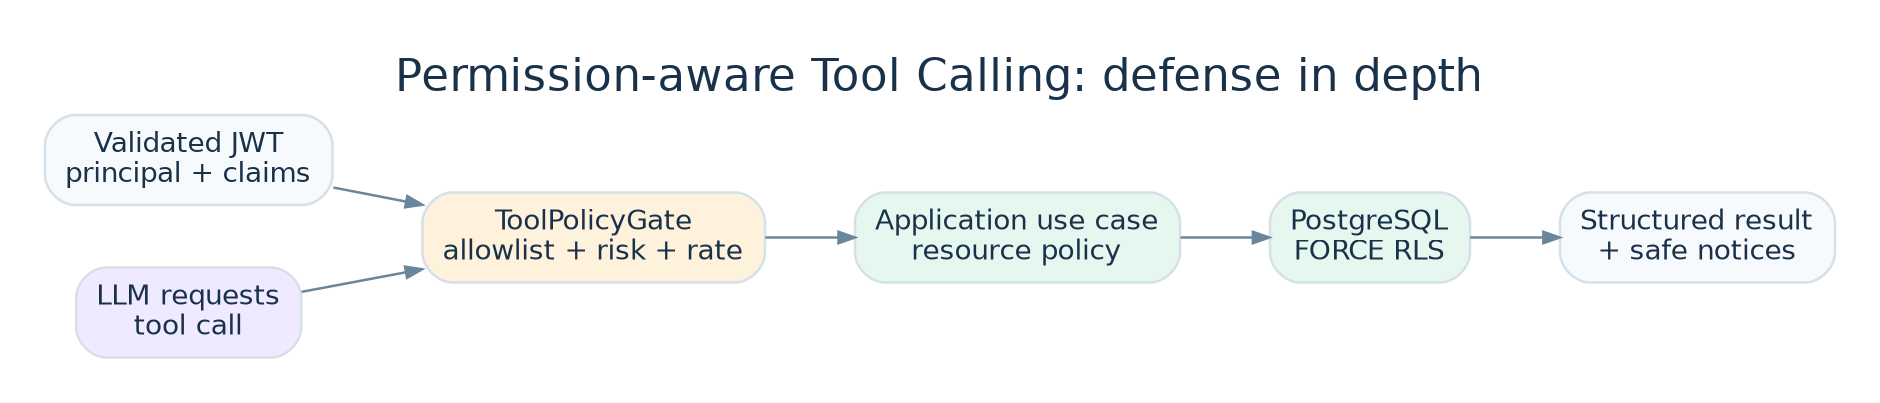 Permission-aware Tool Calling: defense in depth
Validated JWT
principal + claims
LLM requests
tool call
ToolPolicyGate
allowlist + risk + rate
Application use case
resource policy
PostgreSQL
FORCE RLS
Structured result
+ safe notices